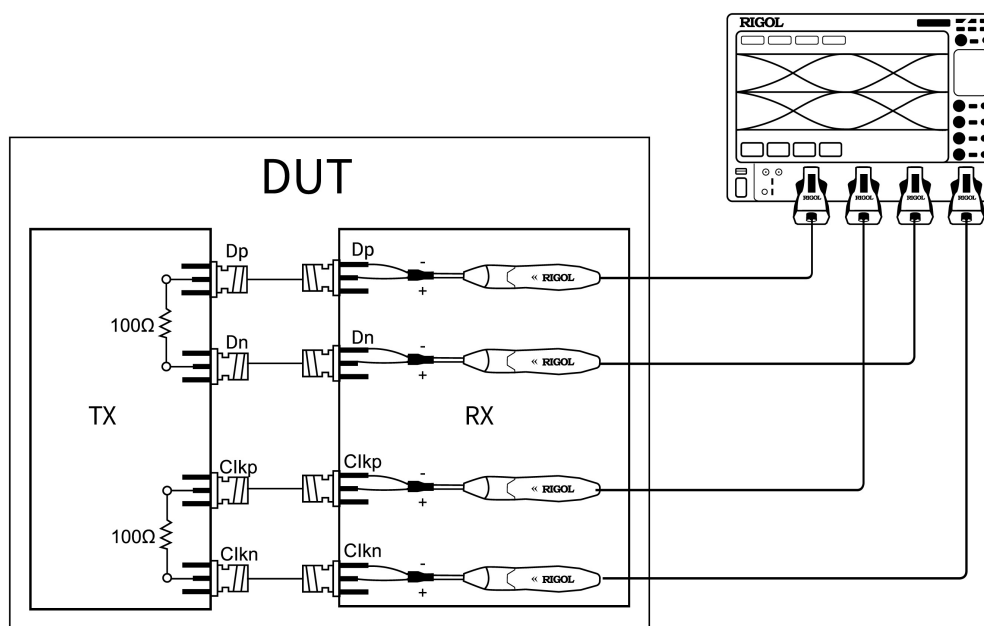 RIGOL
RIGOL RIGOL RIGOL RIGOL
DUT
Dp Dp
- 
+
« RIGOL
100Ω
Dn Dn
-
+
« RIGOL
TX RX
Clkp Clkp
-
+
« RIGOL
100Ω
Clkn Clkn
-
+
« RIGOL